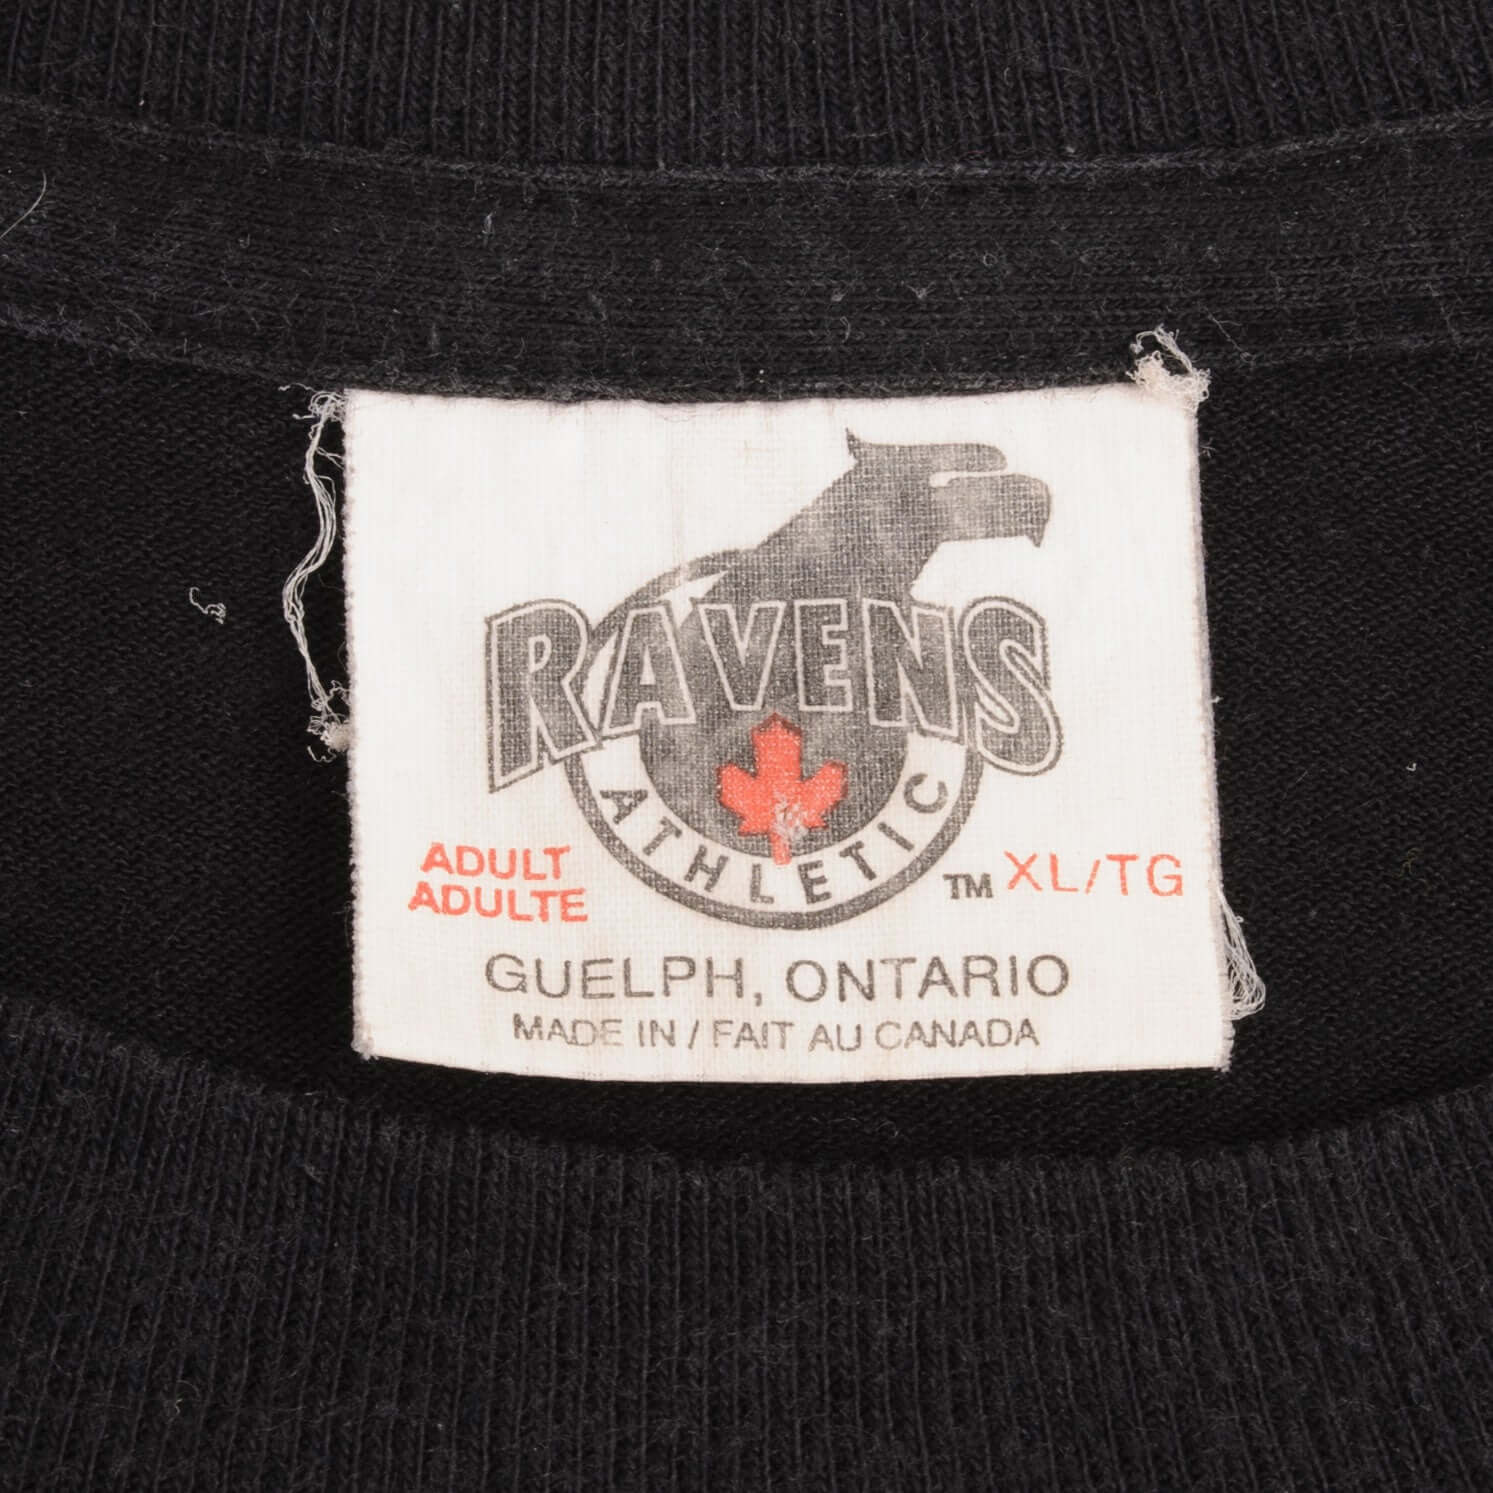 RAVENS
ATHLETIC
ADULT
ADULTE
TM XL/TG
GUELPH, ONTARIO
MADE IN / FAIT AU CANADA